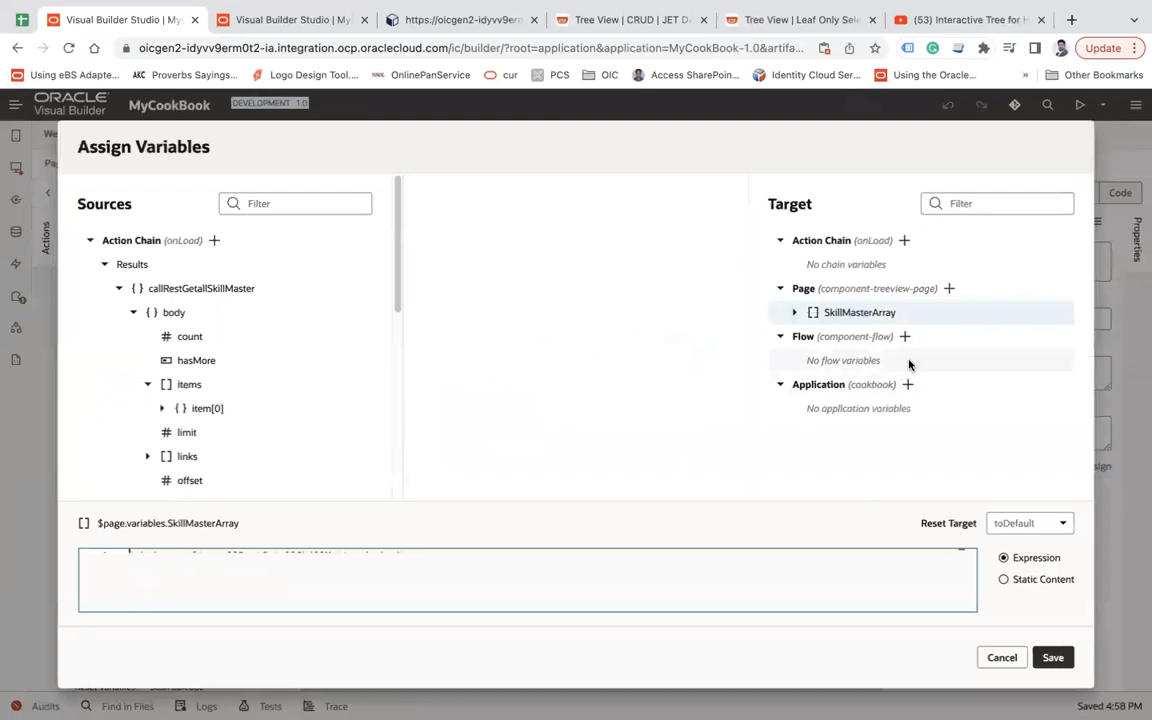 Visual Builder Studio | My
Visual Builder Studio | My
https://oicgen2-idyvv9erm
Tree View | CRUD | JET D
Tree View | Leaf Only Sele
(53) Interactive Tree for H
oicgen2-idyvv9erm0t2-ia.integration.ocp.oraclecloud.com/ic/builder/?root=application&application=MyCookBook-1.0&artifa...
Update
Using eBS Adapte...
AKC Proverbs Sayings...
Logo Design Tool....
OnlinePanService
cur
PCS
OIC
Access SharePoin...
Identity Cloud Ser...
Using the Oracle...
»
Other Bookmarks
ORACLE
Visual Builder
MyCookBook
DEVELOPMENT 1.0
We
Pa
Code
Actions
Properties
Assign Variables
Sources
Filter
Target
Filter
Action Chain (onLoad)
Results
{ } callRestGetallSkillMaster
{ } body
# count
hasMore
[ ] items
{ } item[0]
# limit
[ ] links
# offset
Action Chain (onLoad)
No chain variables
Page (component-treeview-page)
[ ] SkillMasterArray
Flow (component-flow)
No flow variables
Application (cookbook)
No application variables
sign
[ ] $page.variables.SkillMasterArray
Reset Target
toDefault
Expression
Static Content
Cancel
Save
Audits
Find in Files
Logs
Tests
Trace
Saved 4:58 PM